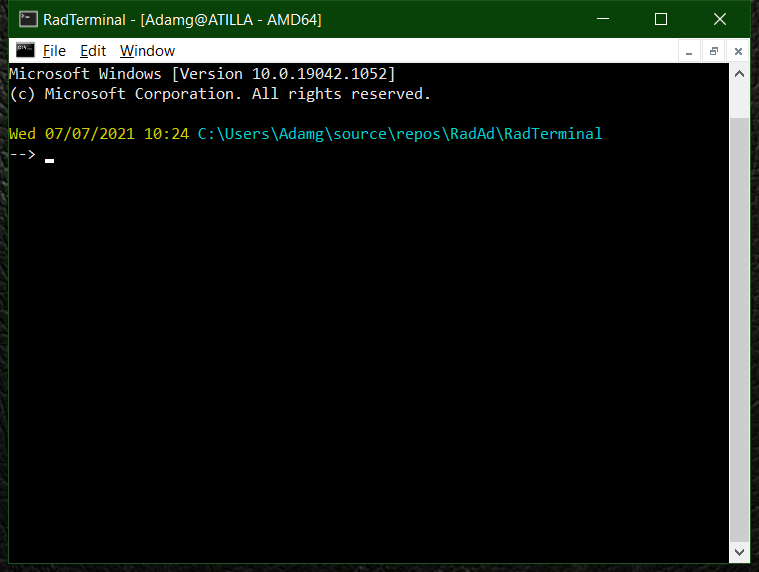 RadTerminal - [Adamg@ATILLA - AMD64]
File Edit Window
Microsoft Windows [Version 10.0.19042.1052]
(c) Microsoft Corporation. All rights reserved.
Wed 07/07/2021 10:24 C:\Users\Adamg\source\repos\RadAd\RadTerminal
-->